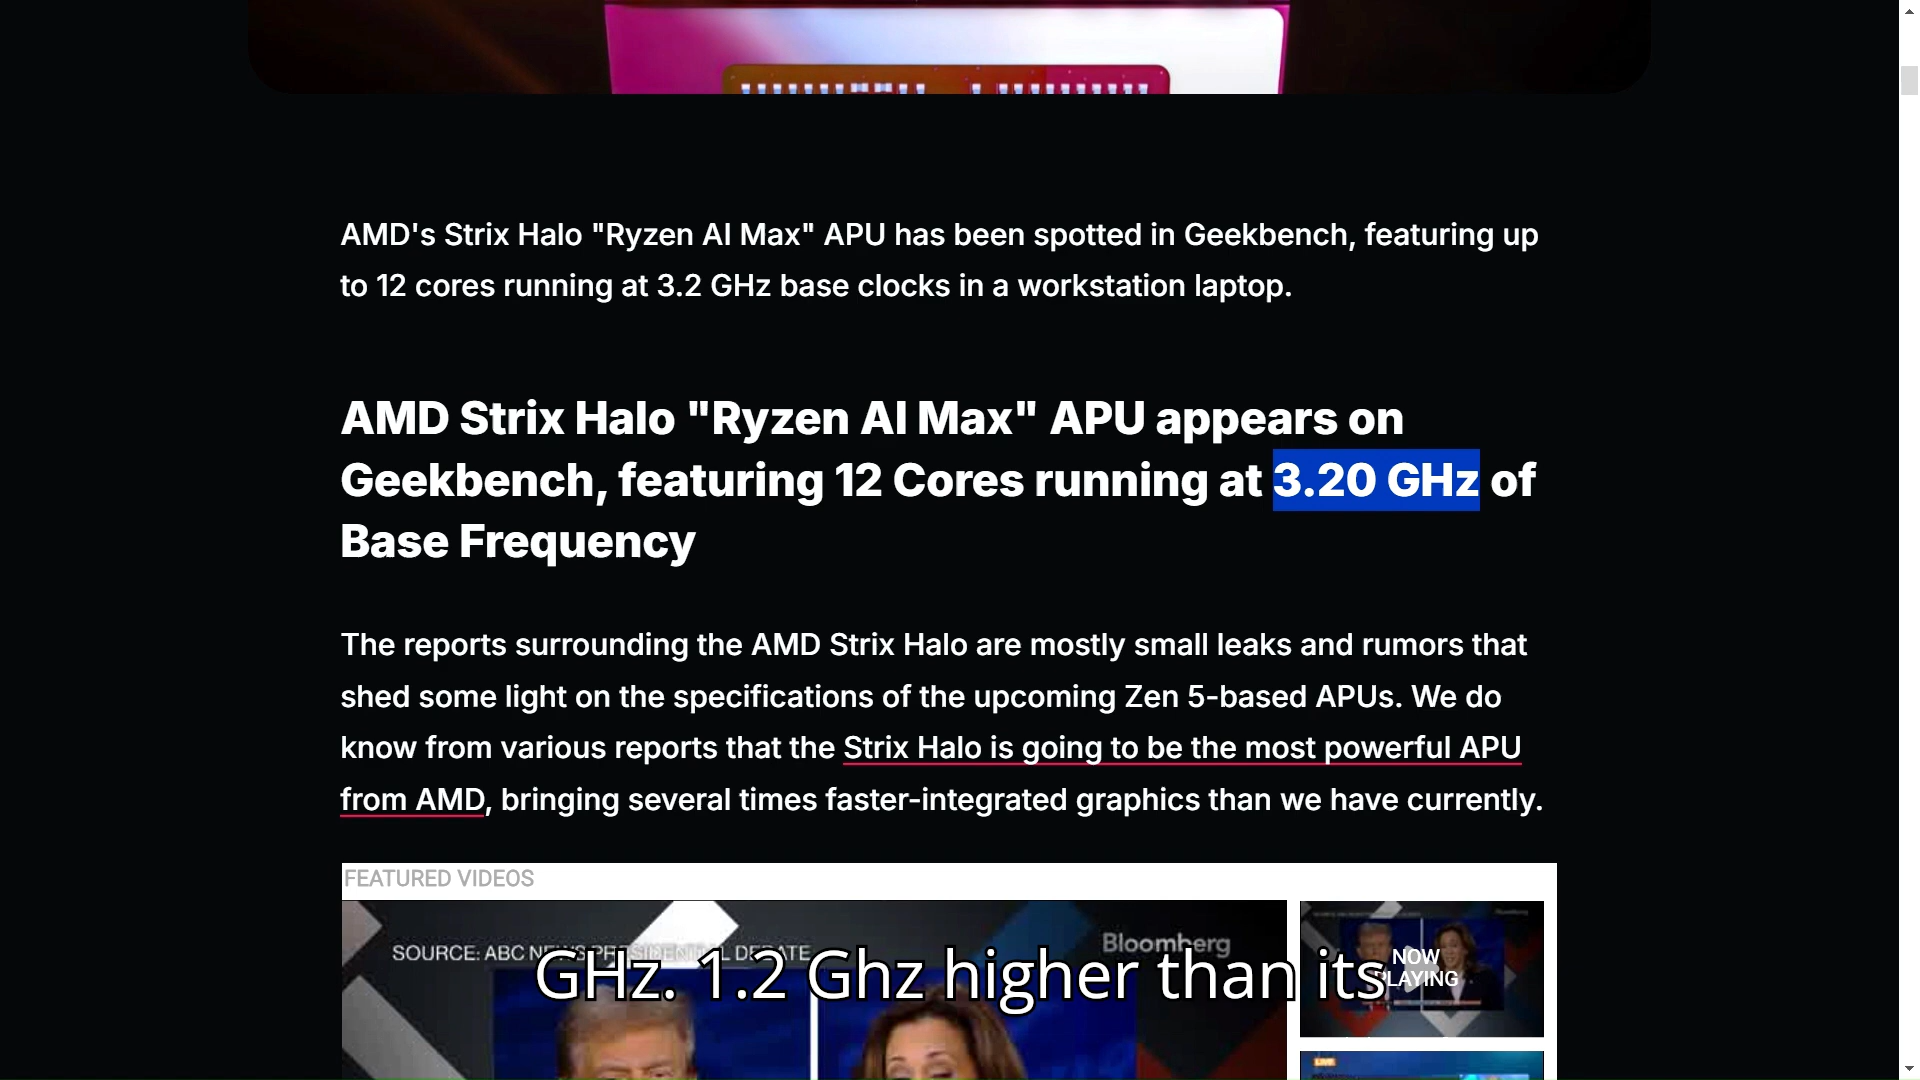 AMD's Strix Halo "Ryzen AI Max" APU has been spotted in Geekbench, featuring up
to 12 cores running at 3.2 GHz base clocks in a workstation laptop.
AMD Strix Halo "Ryzen AI Max" APU appears on
Geekbench, featuring 12 Cores running at 3.20 GHz of
Base Frequency
The reports surrounding the AMD Strix Halo are mostly small leaks and rumors that
shed some light on the specifications of the upcoming Zen 5-based APUs. We do
know from various reports that the Strix Halo is going to be the most powerful APU
from AMD, bringing several times faster-integrated graphics than we have currently.
FEATURED VIDEOS
SOURCE: ABC NEWS PRESIDENTIAL DEBATE
Bloomberg
NOW
PLAYING
GHz. 1.2 Ghz higher than its
LIVE